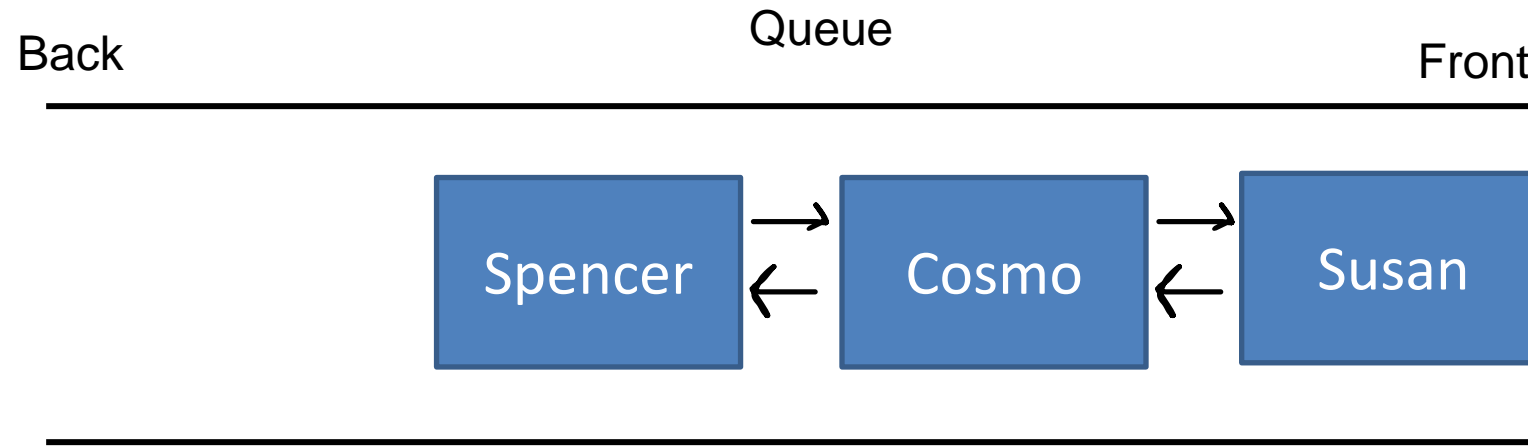 Queue
Back
Front
Spencer
Cosmo
Susan